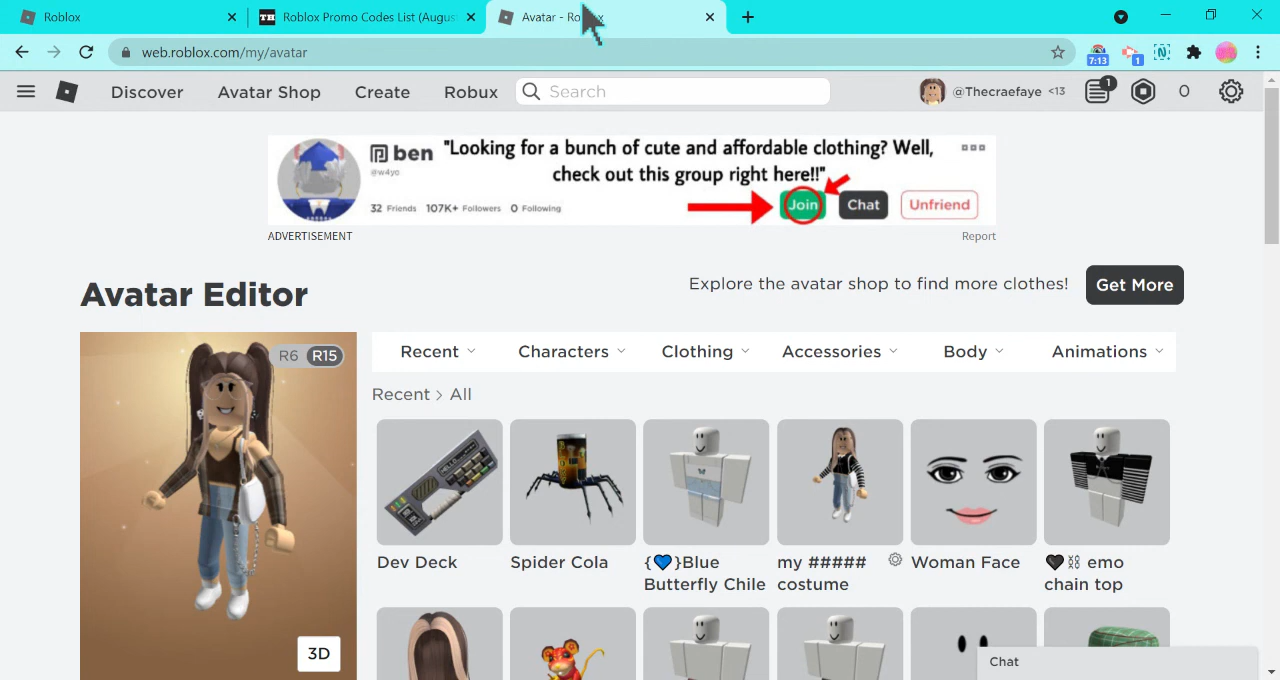 Roblox
Roblox Promo Codes List (Augus
Avatar - Ro
web.roblox.com/my/avatar
7:13
1
Discover
Avatar Shop
Create
Robux
Search
@Thecraefaye <13
1
0
ben
@w4yo
"Looking for a bunch of cute and affordable clothing? Well,
check out this group right here!!"
32 Friends 107K+ Followers 0 Following
Join
Chat
Unfriend
ADVERTISEMENT
Report
Avatar Editor
Explore the avatar shop to find more clothes!
Get More
R6 R15
Recent
Characters
Clothing
Accessories
Body
Animations
Recent > All
Dev Deck
Spider Cola
{💙}Blue
Butterfly Chile
my #####
costume
Woman Face
🖤⛓ emo
chain top
3D
Chat